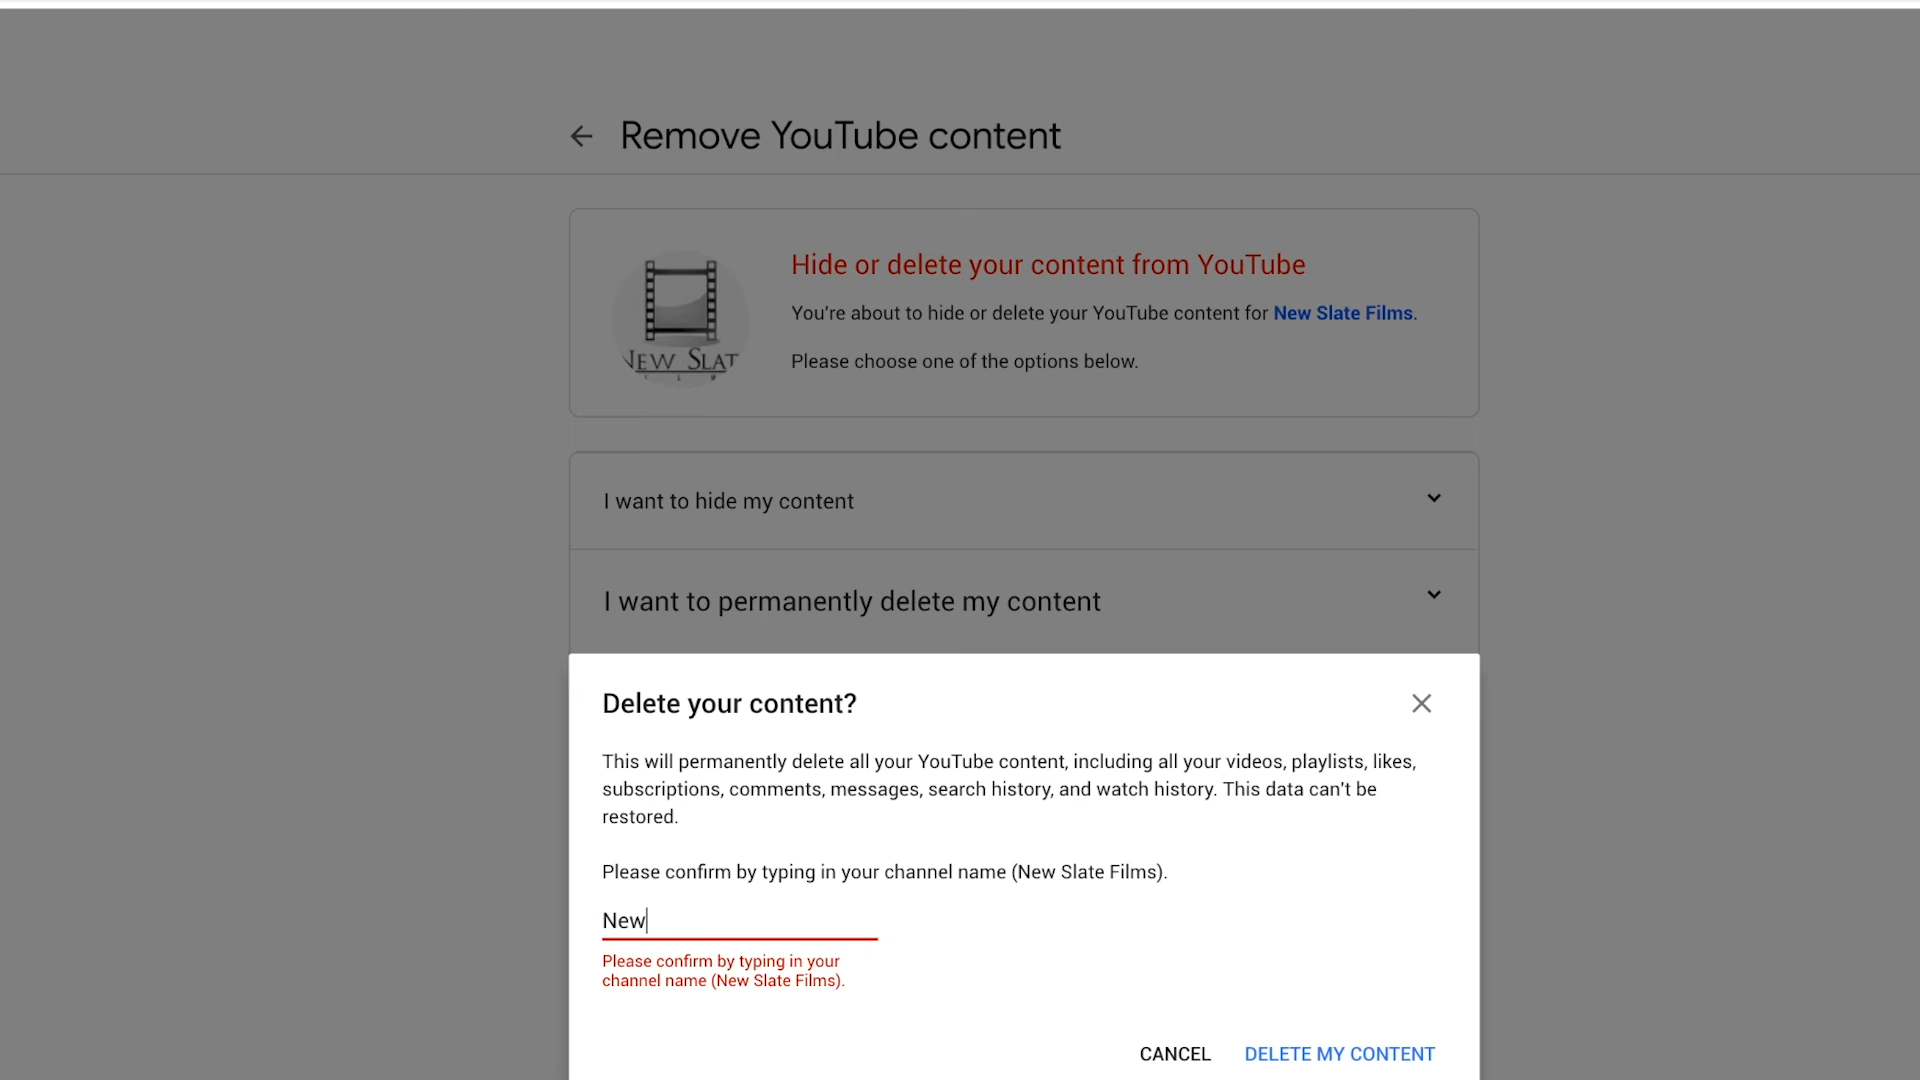 Remove YouTube content
Hide or delete your content from YouTube
You're about to hide or delete your YouTube content for New Slate Films.
Please choose one of the options below.
NEW SLAT
I want to hide my content
I want to permanently delete my content
Delete your content?
This will permanently delete all your YouTube content, including all your videos, playlists, likes,
subscriptions, comments, messages, search history, and watch history. This data can't be
restored.
Please confirm by typing in your channel name (New Slate Films).
New
Please confirm by typing in your
channel name (New Slate Films).
CANCEL
DELETE MY CONTENT